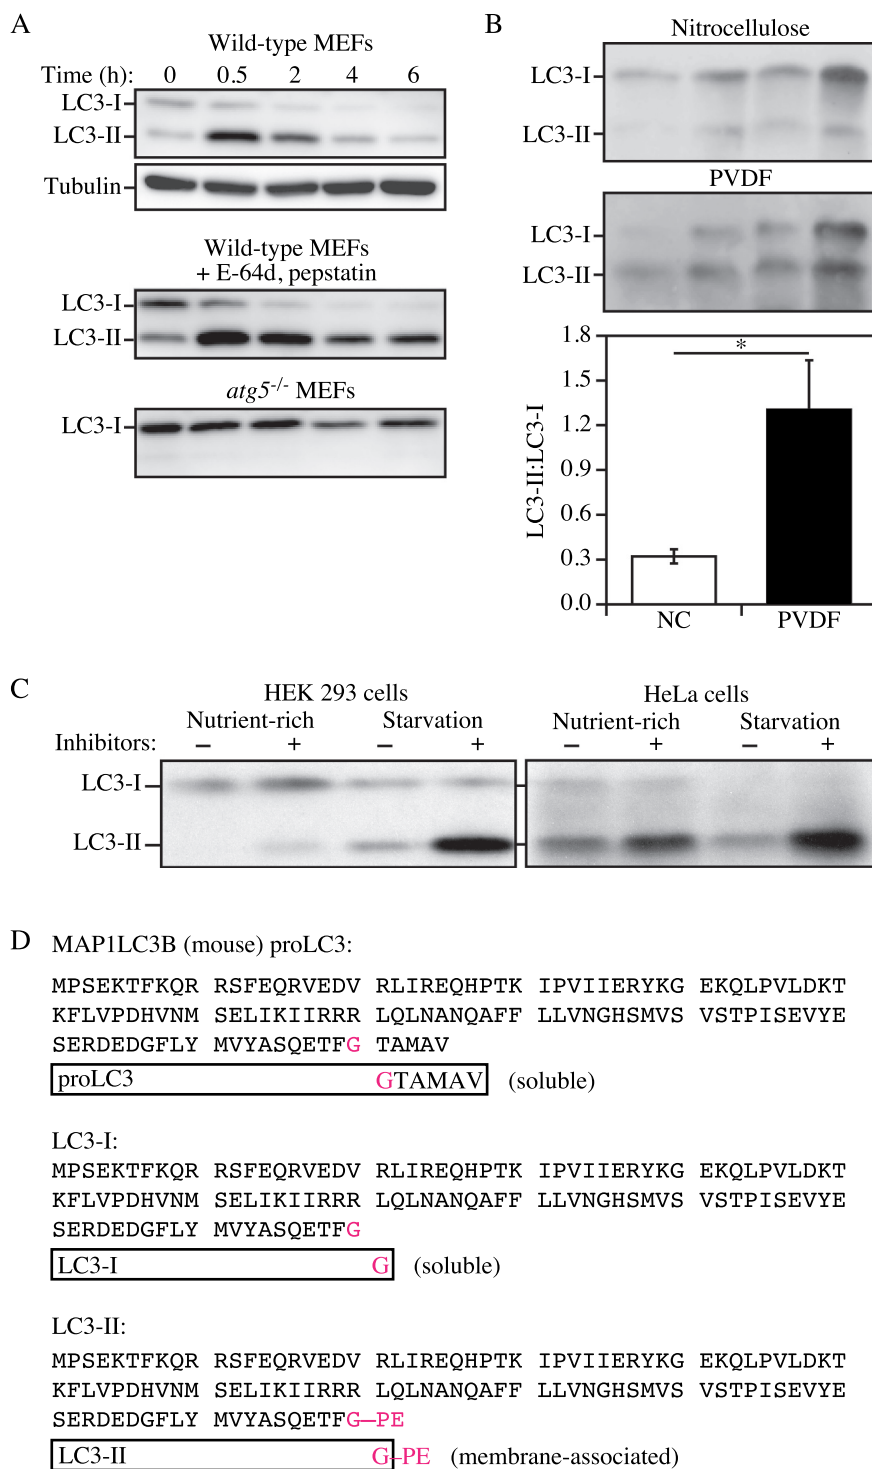 A
Wild-type MEFs
Time (h): 0 0.5 2 4 6
LC3-I
LC3-II
Tubulin
Wild-type MEFs
+ E-64d, pepstatin
LC3-I
LC3-II
atg5-/- MEFs
LC3-I
B
Nitrocellulose
LC3-I
LC3-II
PVDF
LC3-I
LC3-II
LC3-II:LC3-I
1.8
*
1.5
1.2
0.9
0.6
0.3
0.0
NC PVDF
C
HEK 293 cells HeLa cells
Nutrient-rich Starvation Nutrient-rich Starvation
Inhibitors: – + – + – + – +
LC3-I
LC3-II
D
MAP1LC3B (mouse) proLC3:
MPSEKTFKQR RSFEQRVEDV RLIREQHPTK IPVIIERYKG EKQLPVLDKT
KFLVPDHVNM SELIKIIRRR LQLNANQAFF LLVNGHSMVS VSTPISEVYE
SERDEDGFLY MVYASQETFG TAMAV
proLC3 GTAMAV (soluble)
LC3-I:
MPSEKTFKQR RSFEQRVEDV RLIREQHPTK IPVIIERYKG EKQLPVLDKT
KFLVPDHVNM SELIKIIRRR LQLNANQAFF LLVNGHSMVS VSTPISEVYE
SERDEDGFLY MVYASQETFG
LC3-I G (soluble)
LC3-II:
MPSEKTFKQR RSFEQRVEDV RLIREQHPTK IPVIIERYKG EKQLPVLDKT
KFLVPDHVNM SELIKIIRRR LQLNANQAFF LLVNGHSMVS VSTPISEVYE
SERDEDGFLY MVYASQETFG–PE
LC3-II G–PE (membrane-associated)